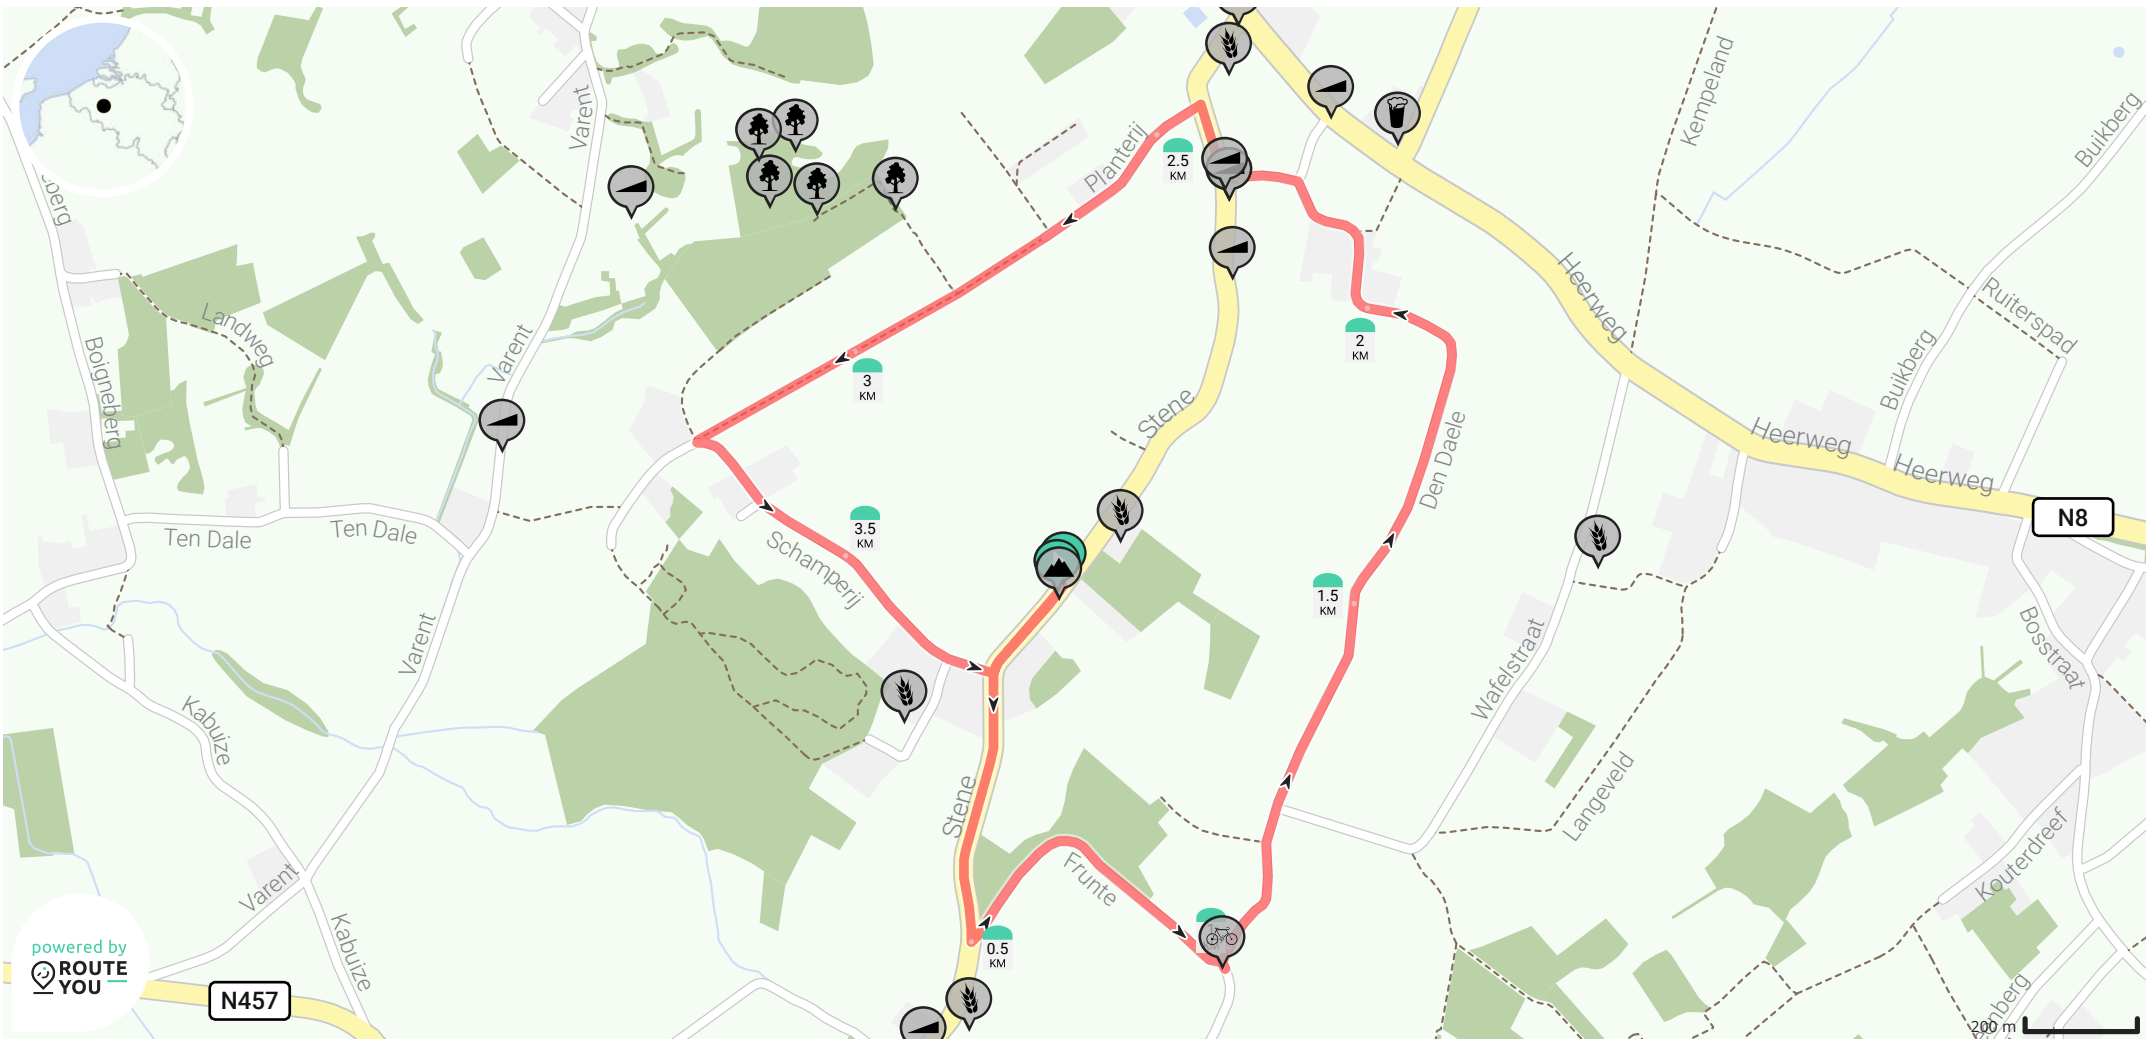 Varent
Kempeland
Buikberg
Planterij
2.5
KM
berg
Heerweg
Ruiterspad
Landweg
2
KM
Boigneberg
Varent
Buikberg
3
KM
Stene
Den Daele
Heerweg
Heerweg
N8
3.5
KM
Ten Dale
Ten Dale
Schamperij
1.5
KM
Varent
Wafelstraat
Bosstraat
Kabuize
Stene
Langeveld
Frunte
Kouterdreef
Varent
Kabuize
0.5
KM
powered by
ROUTE
YOU
N457
enberg
200 m